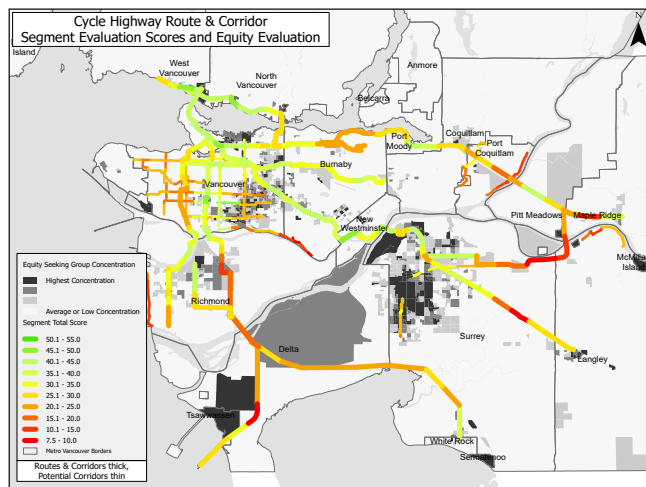 Cycle Highway Route & Corridor
Segment Evaluation Scores and Equity Evaluation
N
Island
West
Vancouver
North
Vancouver
Anmore
Belcarra
Port
Moody
Coquitlam
Port
Coquitlam
Burnaby
Vancouver
New
Westminster
Pitt Meadows
Maple Ridge
McMillan
Island
Richmond
Delta
Surrey
Langley
Tsawwassen
White Rock
Semiahmoo
Equity Seeking Group Concentration
Highest Concentration
Average or Low Concentration
Segment Total Score
50.1 - 55.0
45.1 - 50.0
40.1 - 45.0
35.1 - 40.0
30.1 - 35.0
25.1 - 30.0
20.1 - 25.0
15.1 - 20.0
10.1 - 15.0
7.5 - 10.0
Metro Vancouver Borders
Routes & Corridors thick,
Potential Corridors thin